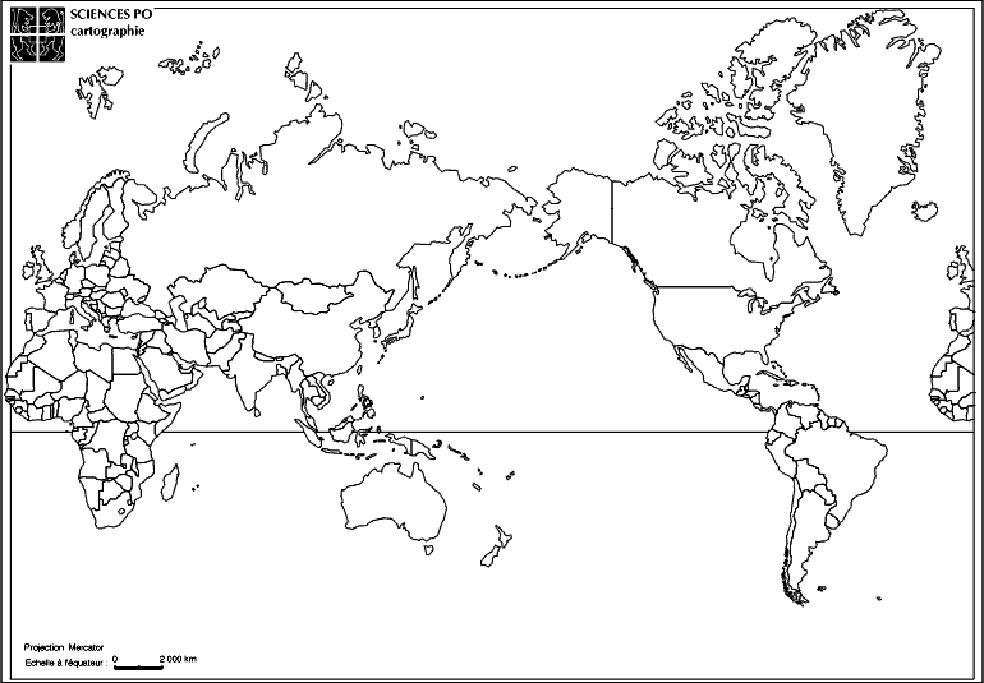 SCIENCES PO
cartographie
Projection Mercator
Echelle à l'équateur : 0 2 000 km